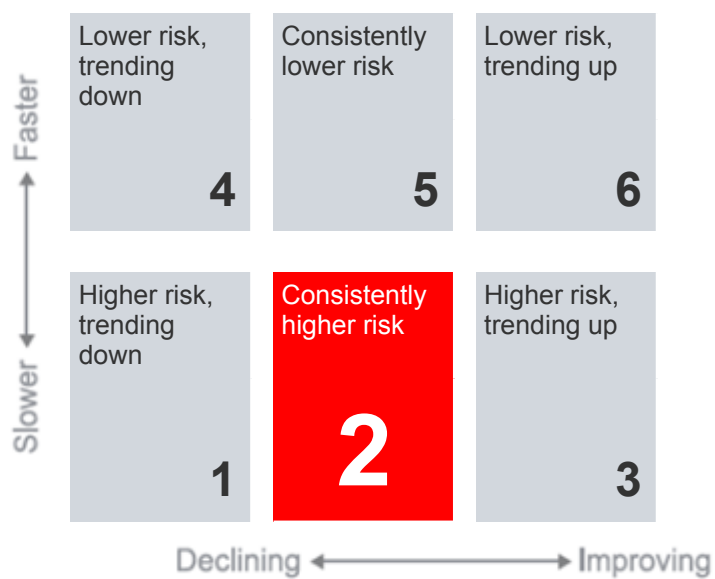 Faster
Slower
Lower risk,
trending
down
4
Consistently
lower risk
5
Lower risk,
trending up
6
Higher risk,
trending
down
1
Consistently
higher risk
2
Higher risk,
trending up
3
Declining
Improving